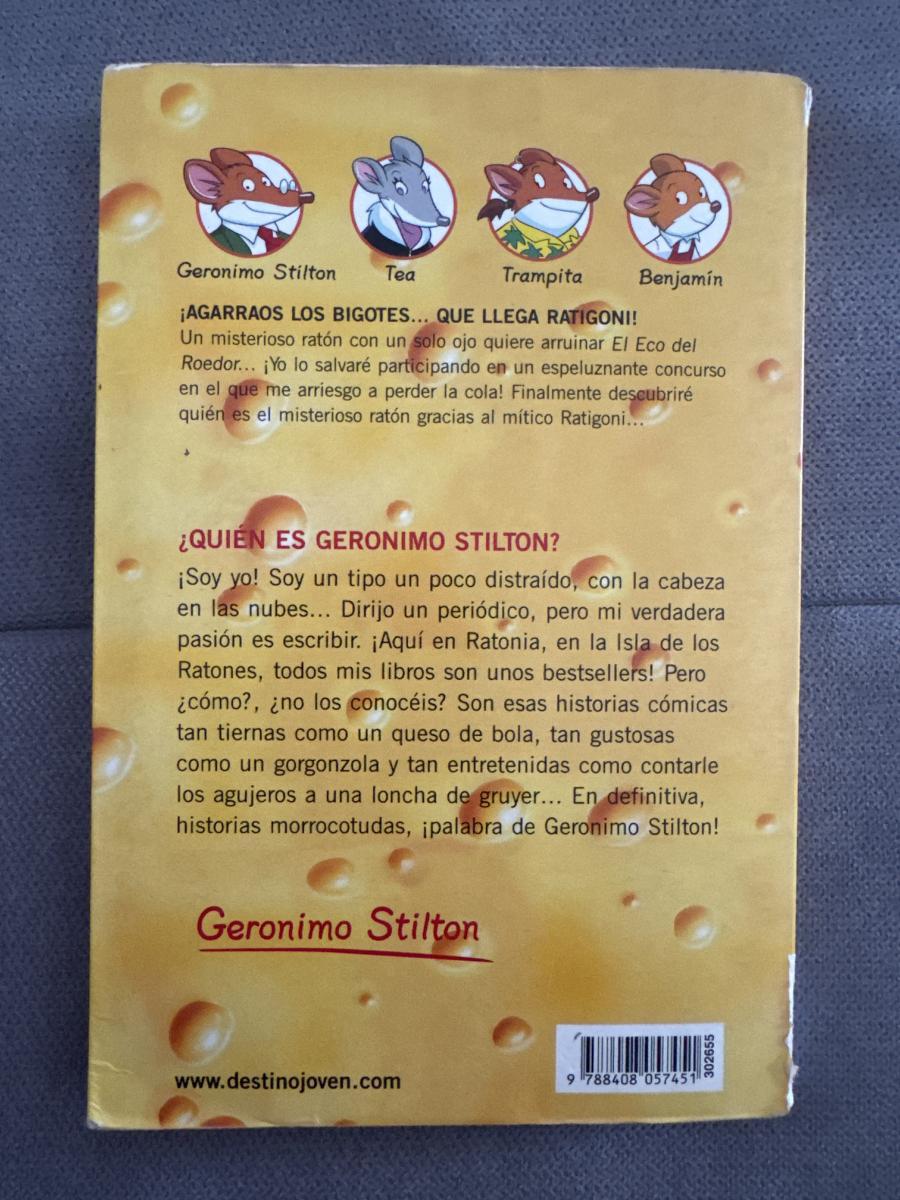 Geronimo Stilton
Tea
Trampita
Benjamín
¡AGARRAOS LOS BIGOTES... QUE LLEGA RATIGONI!
Un misterioso ratón con un solo ojo quiere arruinar El Eco del
Roedor... ¡Yo lo salvaré participando en un espeluznante concurso
en el que me arriesgo a perder la cola! Finalmente descubriré
quién es el misterioso ratón gracias al mítico Ratigoni...
¿QUIÉN ES GERONIMO STILTON?
¡Soy yo! Soy un tipo un poco distraído, con la cabeza
en las nubes... Dirijo un periódico, pero mi verdadera
pasión es escribir. ¡Aquí en Ratonia, en la Isla de los
Ratones, todos mis libros son unos bestsellers! Pero
¿cómo?, ¿no los conocéis? Son esas historias cómicas
tan tiernas como un queso de bola, tan gustosas
como un gorgonzola y tan entretenidas como contarle
los agujeros a una loncha de gruyer... En definitiva,
historias morrocotudas, ¡palabra de Geronimo Stilton!
Geronimo Stilton
www.destinojoven.com
9 788408 057451
302655